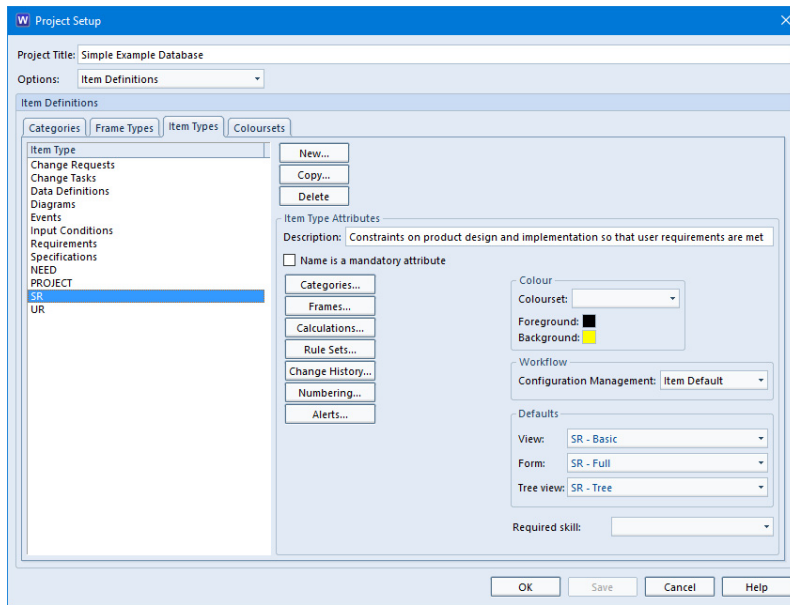 W Project Setup
Project Title: Simple Example Database
Options: Item Definitions
Item Definitions
Categories Frame Types Item Types Coloursets
Item Type
Change Requests
Change Tasks
Data Definitions
Diagrams
Events
Input Conditions
Requirements
Specifications
NEED
PROJECT
SR
UR
New...
Copy...
Delete
Item Type Attributes
Description: Constraints on product design and implementation so that user requirements are met
Name is a mandatory attribute
Categories...
Frames...
Calculations...
Rule Sets...
Change History...
Numbering...
Alerts...
Colour
Colourset:
Foreground:
Background:
Workflow
Configuration Management: Item Default
Defaults
View: SR - Basic
Form: SR - Full
Tree view: SR - Tree
Required skill:
OK Save Cancel Help